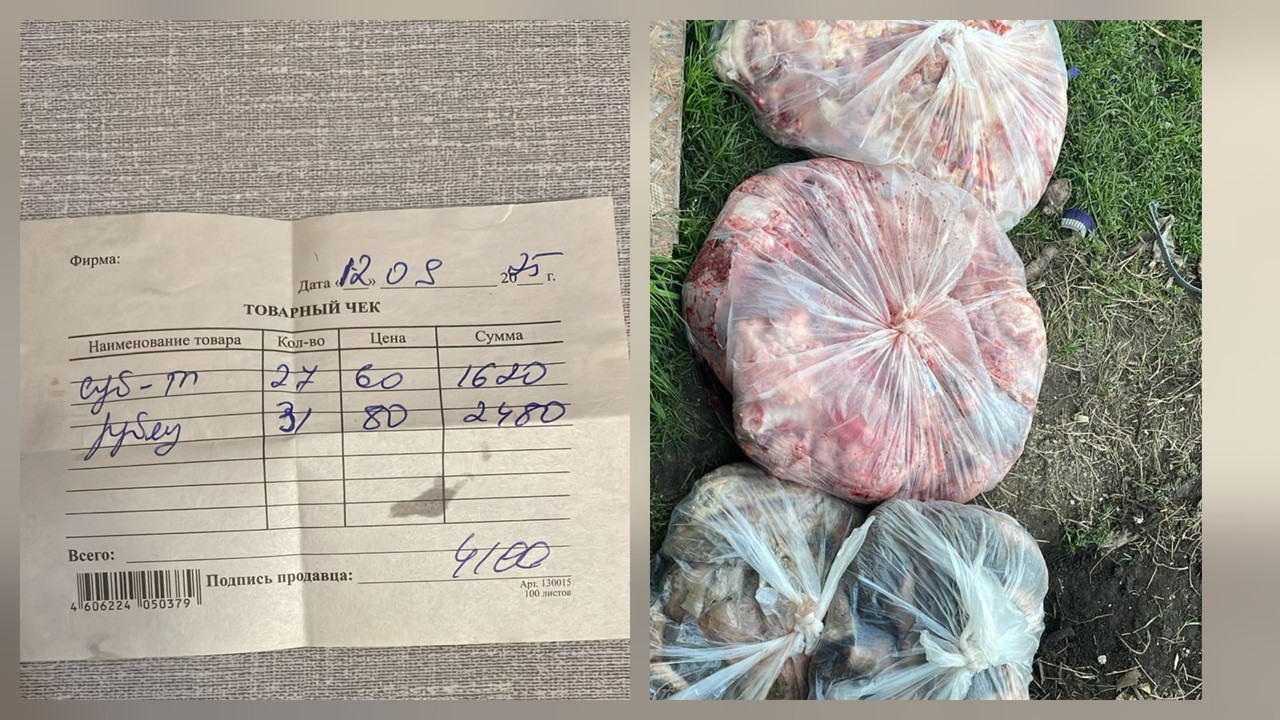 Фирма:
Дата «12» 09 2025 г.
ТОВАРНЫЙ ЧЕК
Наименование товара Кол-во Цена Сумма
суб-т 27 60 1620
рубец 31 80 2480
Всего: 4100
Подпись продавца:
4 606224 050379
Арт. 130015
100 листов